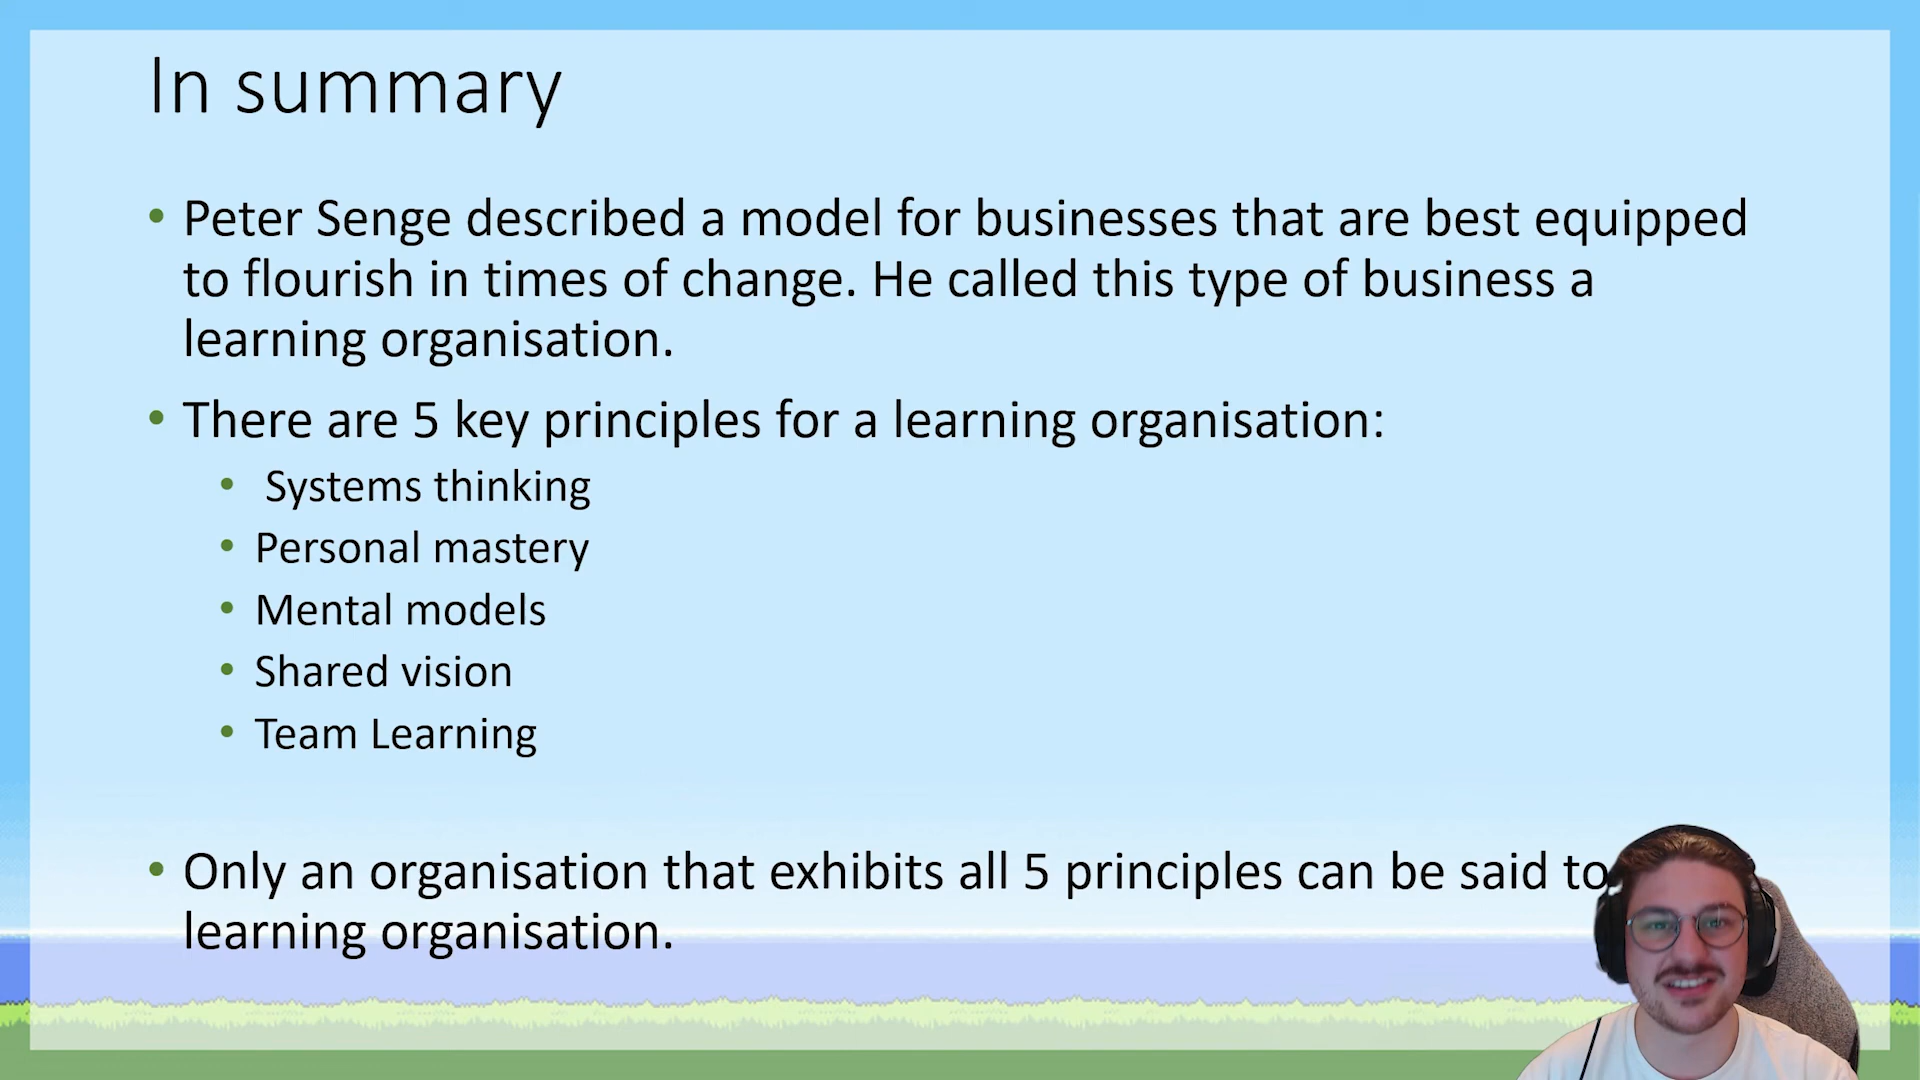 In summary
• Peter Senge described a model for businesses that are best equipped
to flourish in times of change. He called this type of business a
learning organisation.
• There are 5 key principles for a learning organisation:
• Systems thinking
• Personal mastery
• Mental models
• Shared vision
• Team Learning
• Only an organisation that exhibits all 5 principles can be said to
learning organisation.